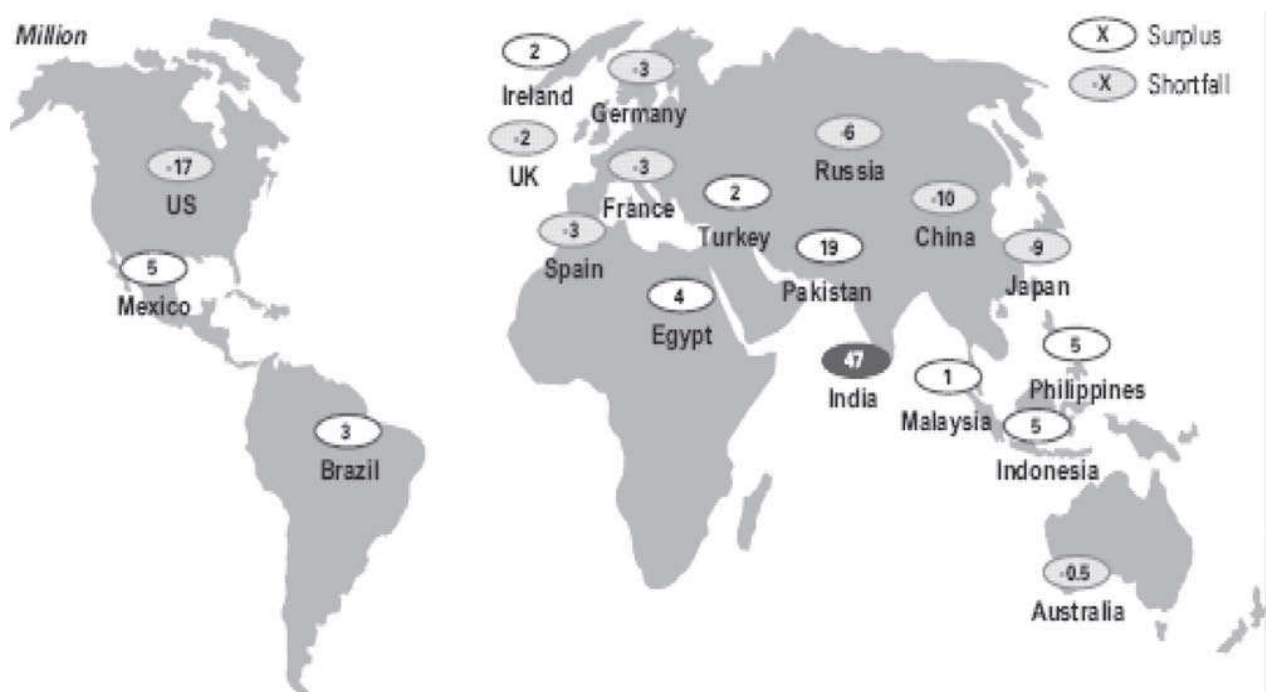 Million
X Surplus
-X Shortfall
2
Ireland
-3
Germany
-2
UK
-6
Russia
-17
US
-3
France
2
Turkey
-10
China
-3
Spain
19
Pakistan
-9
Japan
5
Mexico
4
Egypt
47
India
5
Philippines
1
Malaysia
5
Indonesia
3
Brazil
-0.5
Australia